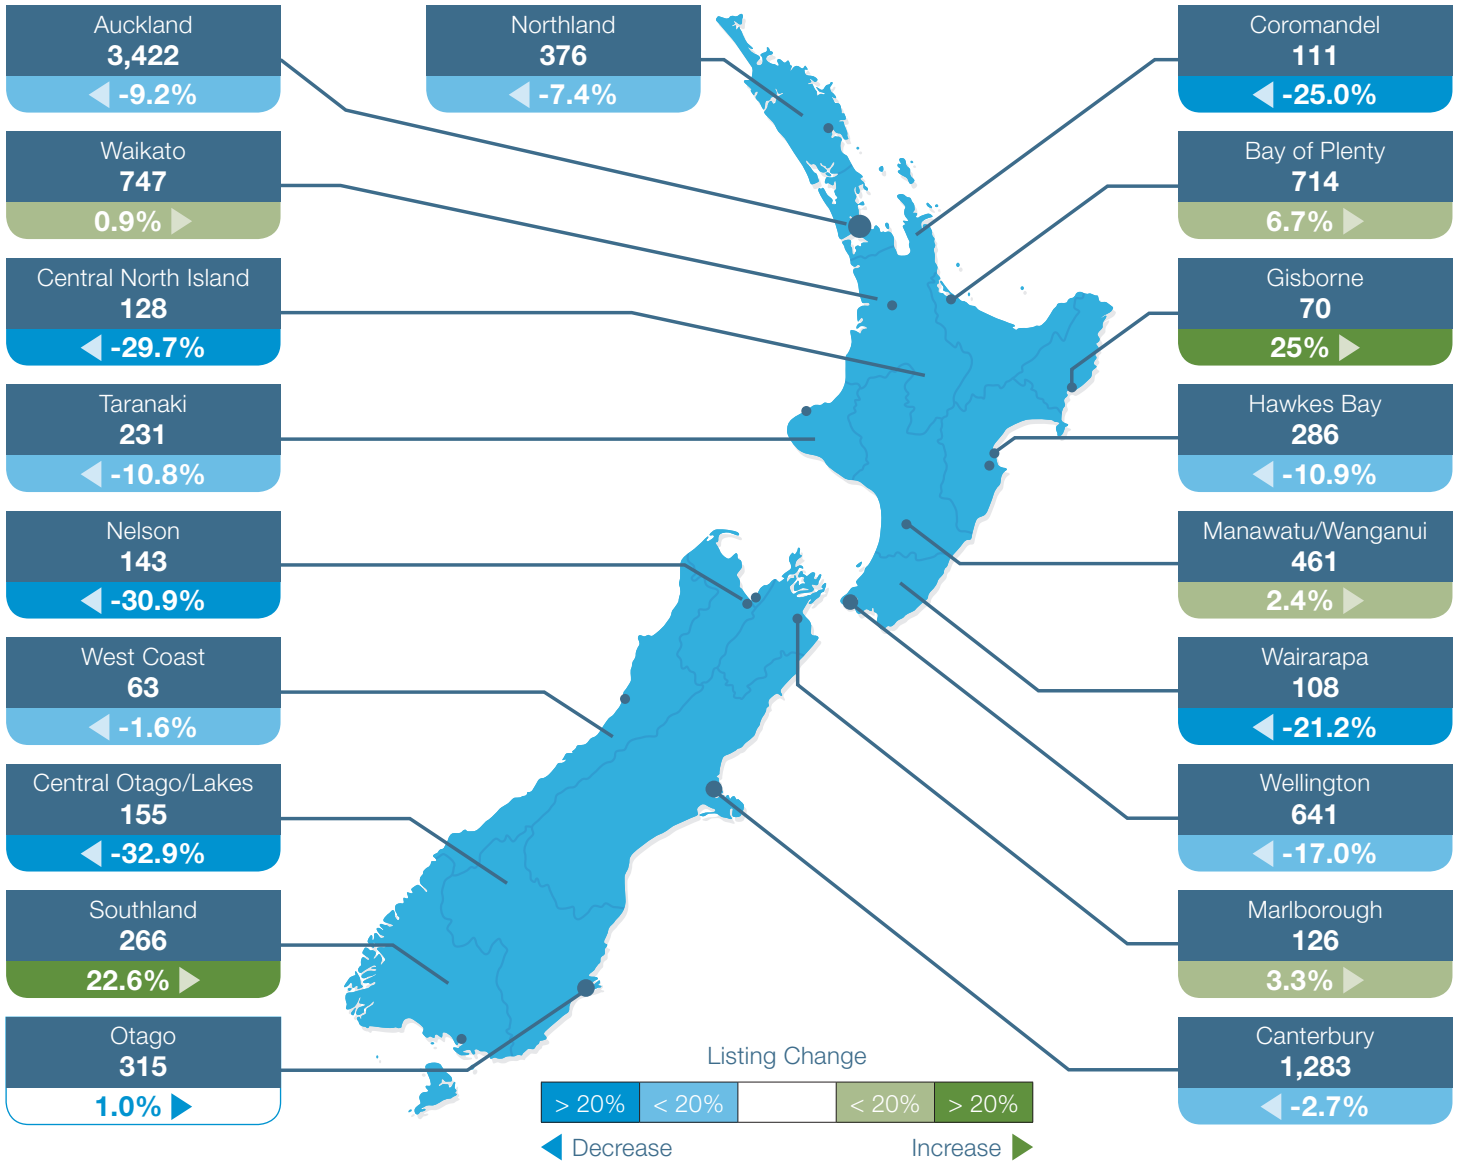 Auckland
3,422
-9.2%
Northland
376
-7.4%
Coromandel
111
-25.0%
Waikato
747
0.9%
Bay of Plenty
714
6.7%
Central North Island
128
-29.7%
Gisborne
70
25%
Taranaki
231
-10.8%
Hawkes Bay
286
-10.9%
Nelson
143
-30.9%
Manawatu/Wanganui
461
2.4%
West Coast
63
-1.6%
Wairarapa
108
-21.2%
Central Otago/Lakes
155
-32.9%
Wellington
641
-17.0%
Southland
266
22.6%
Marlborough
126
3.3%
Otago
315
1.0%
Canterbury
1,283
-2.7%
Listing Change
> 20% < 20% < 20% > 20%
Decrease Increase